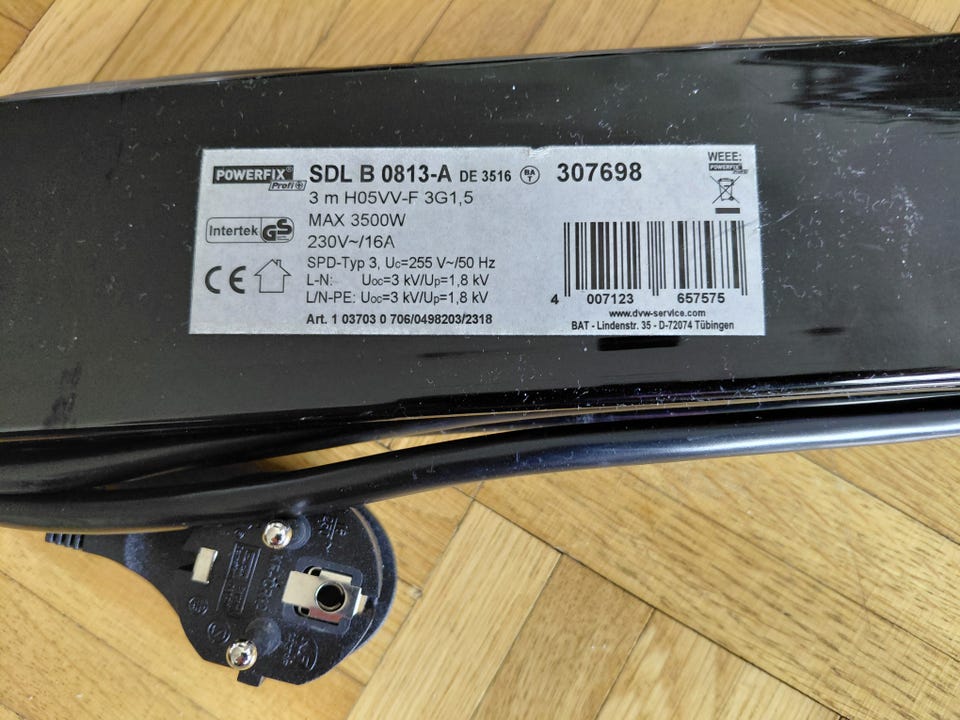 POWERFIX®
Profi+
SDL B 0813-A DE 3516 BAT 307698
3 m H05VV-F 3G1,5
MAX 3500W
230V~/16A
SPD-Typ 3, Uc=255 V~/50 Hz
L-N: Uoc=3 kV/Up=1,8 kV
L/N-PE: Uoc=3 kV/Up=1,8 kV
Art. 1 03703 0 706/0498203/2318
Intertek GS
CE
WEEE:
POWERFIX
4 007123 657575
www.dvw-service.com
BAT - Lindenstr. 35 - D-72074 Tübingen